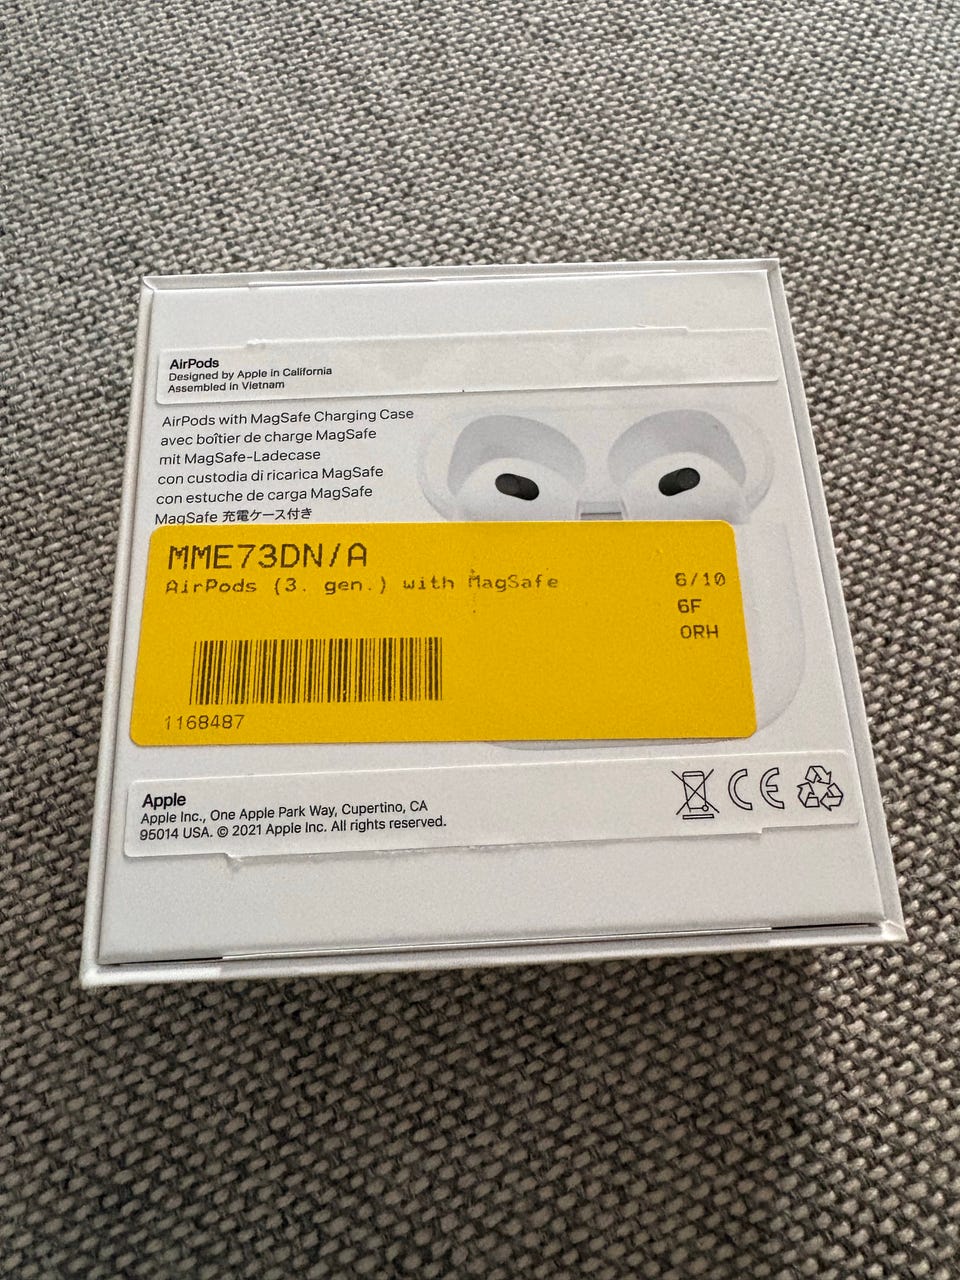 AirPods
Designed by Apple in California
Assembled in Vietnam
AirPods with MagSafe Charging Case
avec boîtier de charge MagSafe
mit MagSafe-Ladecase
con custodia di ricarica MagSafe
con estuche de carga MagSafe
MagSafe 充電ケース付き
MME73DN/A
AirPods (3. gen.) with MagSafe
6/10
6F
ORH
1168487
Apple
Apple Inc., One Apple Park Way, Cupertino, CA
95014 USA. © 2021 Apple Inc. All rights reserved.
CE